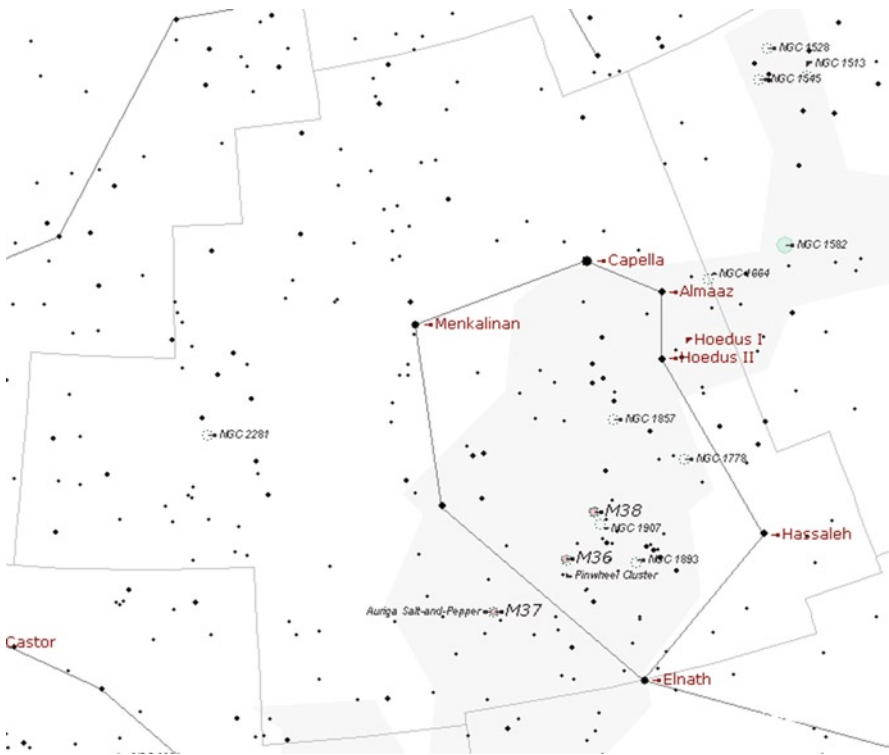 NGC 1528
NGC 1513
NGC 1545
NGC 1582
Capella
NGC 1664
Almaaz
Menkalinan
Hoedus I
Hoedus II
NGC 1857
NGC 2281
NGC 1778
M38
NGC 1907
Hassaleh
M36
NGC 1893
Pinwheel Cluster
Auriga Salt-and-Pepper
M37
Castor
Elnath